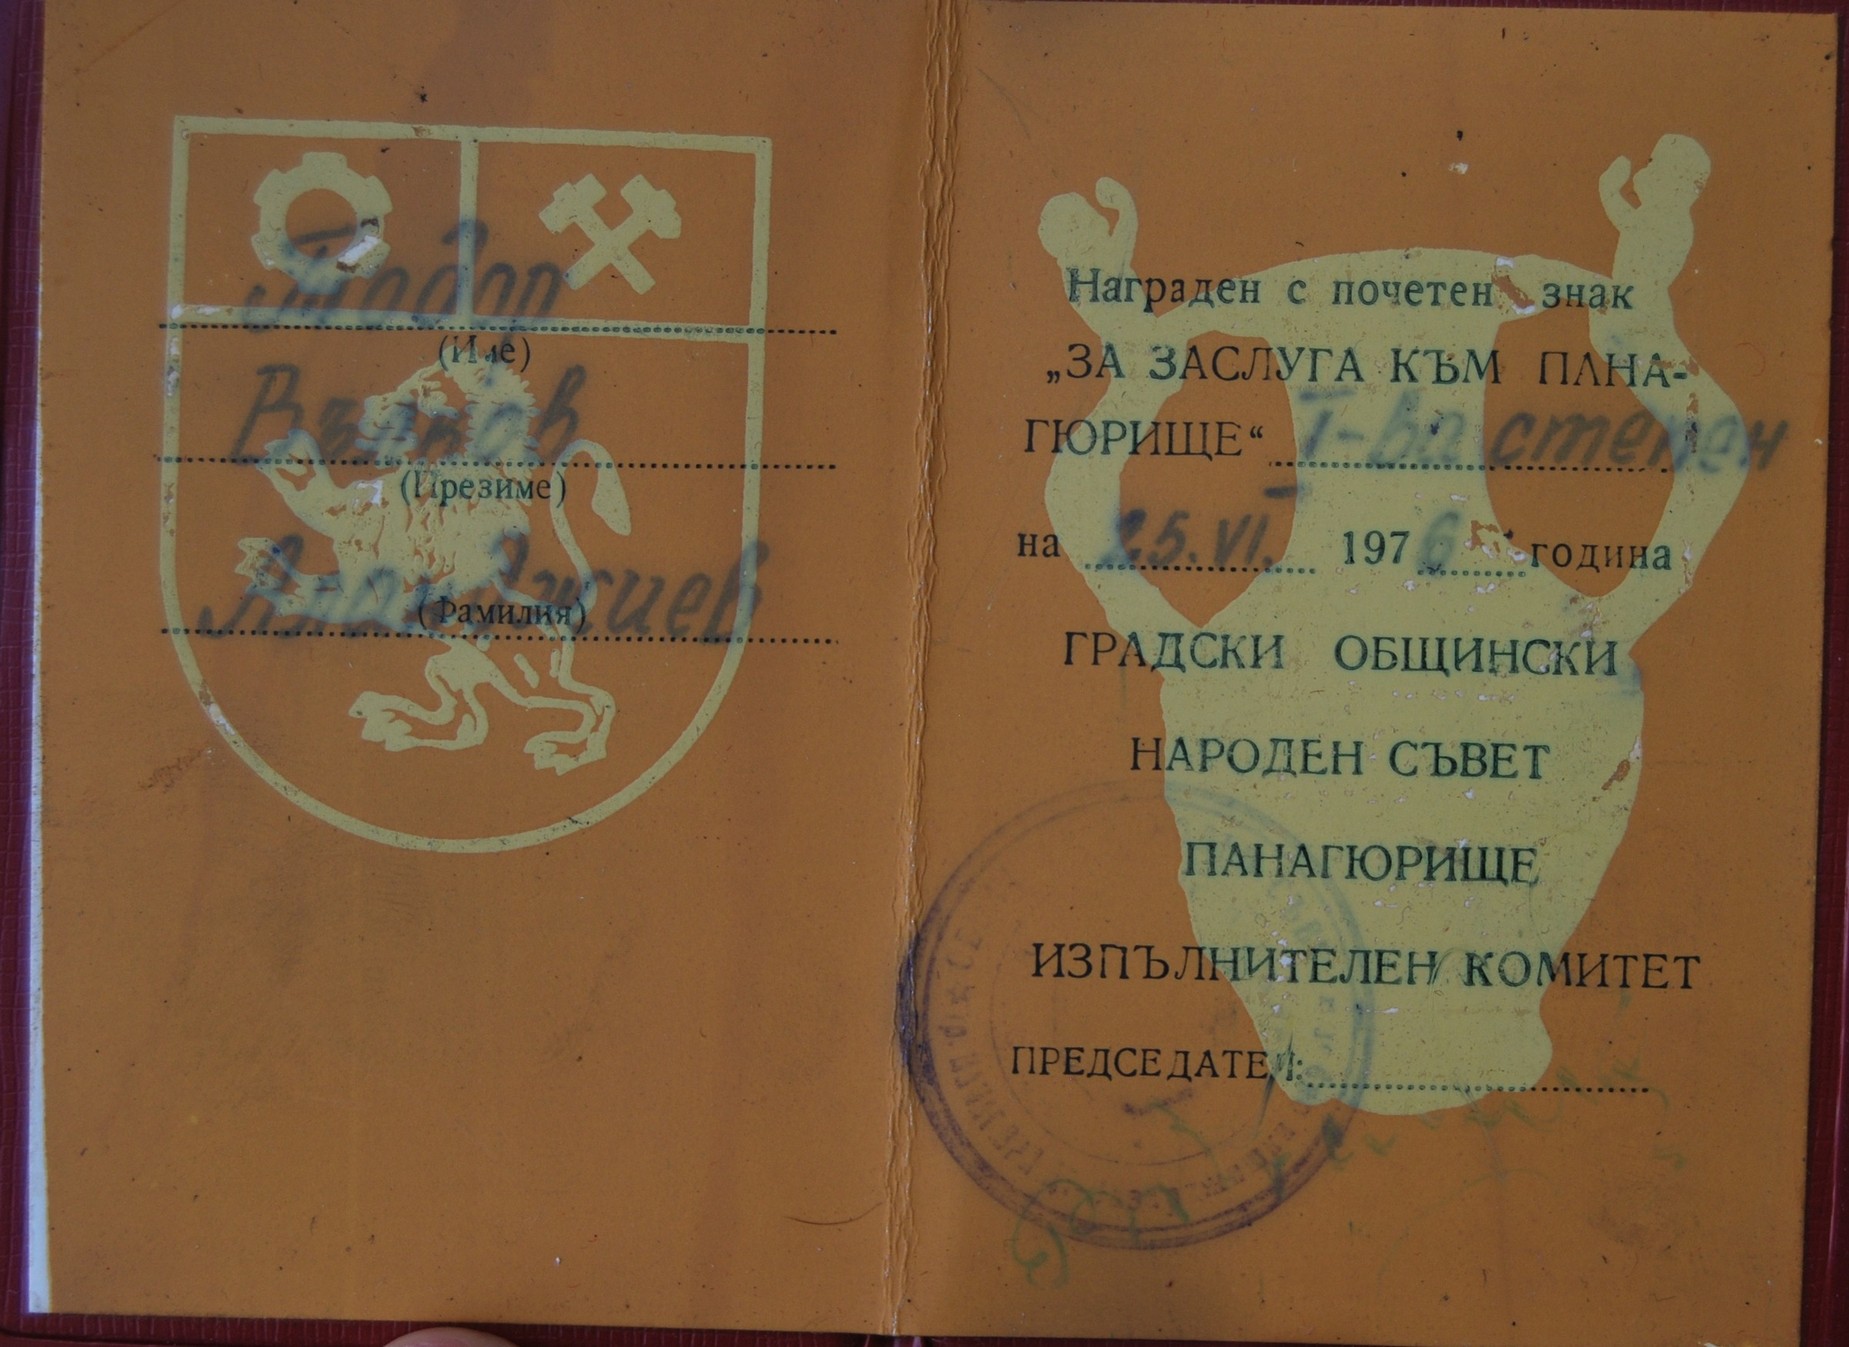 Тодор
(Име)
Вълков
(Презиме)
(Фамилия)
Награден с почетен знак
„ЗА ЗАСЛУГА КЪМ ПАНА-
ГЮРИЩЕ“ I-ва степен
на 25.VI. 1976 година
ГРАДСКИ ОБЩИНСКИ
НАРОДЕН СЪВЕТ
ПАНАГЮРИЩЕ
ИЗПЪЛНИТЕЛЕН КОМИТЕТ
ПРЕДСЕДАТЕЛ: